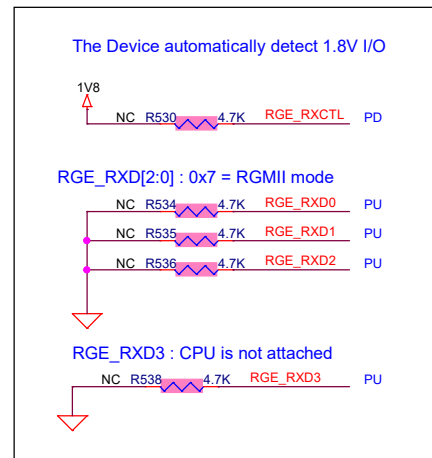 The Device automatically detect 1.8V I/O
1V8
NC R530 4.7K RGE_RXCTL PD
RGE_RXD[2:0] : 0x7 = RGMII mode
NC R534 4.7K RGE_RXD0 PU
NC R535 4.7K RGE_RXD1 PU
NC R536 4.7K RGE_RXD2 PU
RGE_RXD3 : CPU is not attached
NC R538 4.7K RGE_RXD3 PU